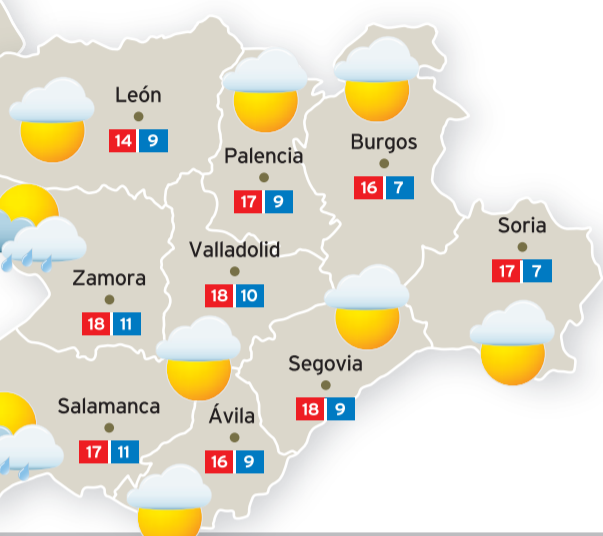 León
14 9
Palencia
17 9
Burgos
16 7
Soria
17 7
Valladolid
18 10
Zamora
18 11
Segovia
18 9
Salamanca
17 11
Ávila
16 9